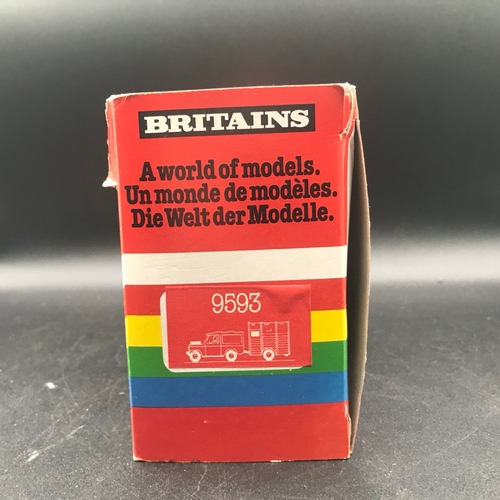 BRITAINS
A world of models.
Un monde de modèles.
Die Welt der Modelle.
9593